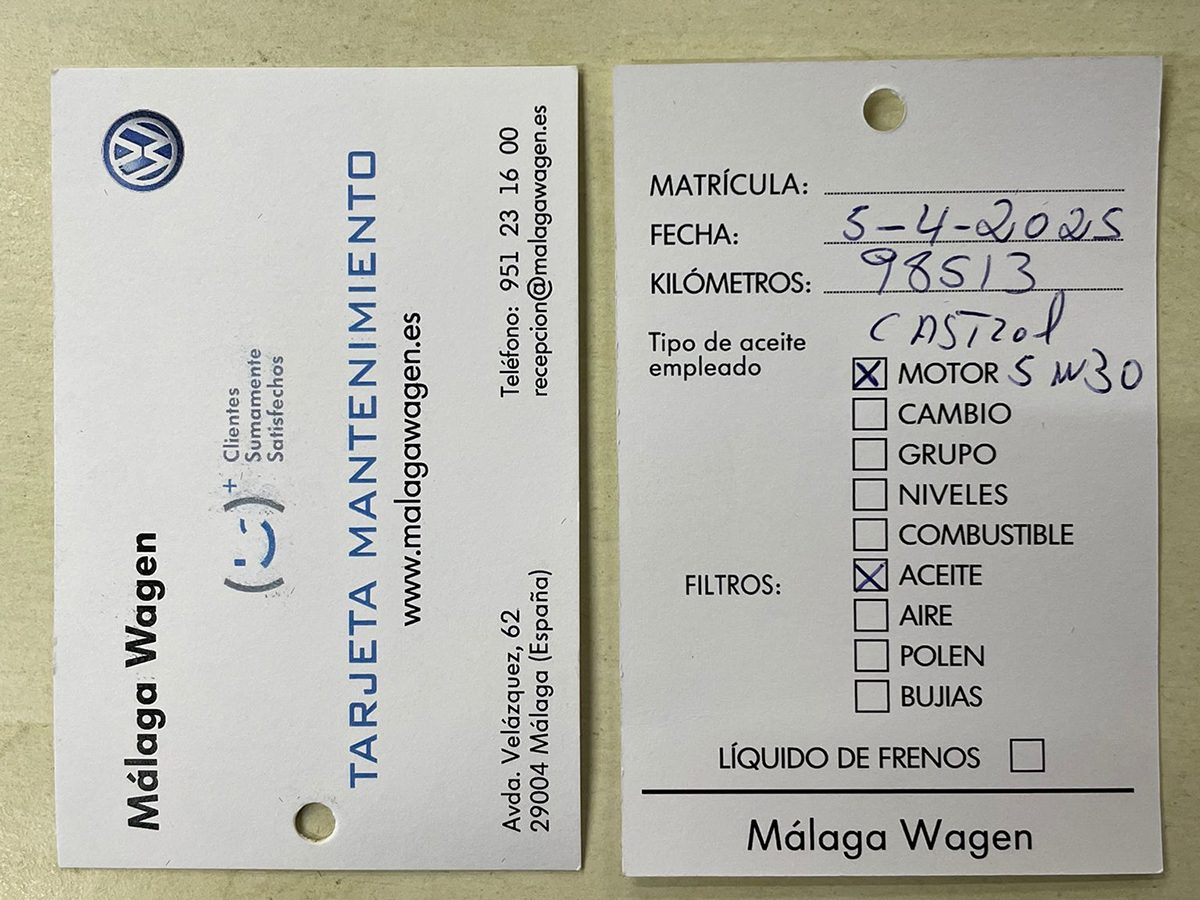 Málaga Wagen
Clientes
Sumamente
Satisfechos
TARJETA MANTENIMIENTO
www.malagawagen.es
Avda. Velázquez, 62
29004 Málaga (España)
Teléfono: 951 23 16 00
recepcion@malagawagen.es
MATRÍCULA:
FECHA: 5-4-2025
KILÓMETROS: 98513
Tipo de aceite
empleado
CASTrol
MOTOR 5W30
CAMBIO
GRUPO
NIVELES
COMBUSTIBLE
FILTROS: ACEITE
AIRE
POLEN
BUJIAS
LÍQUIDO DE FRENOS
Málaga Wagen